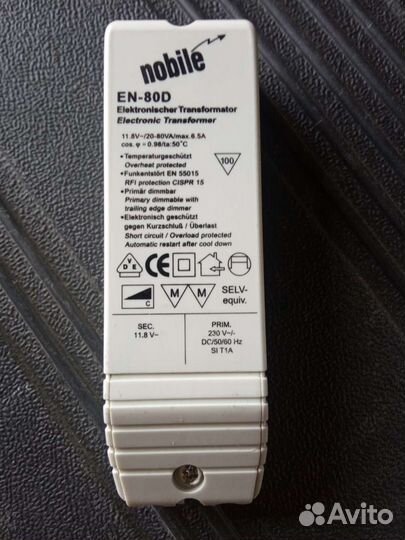 nobile
EN-80D
Elektronischer Transformator
Electronic Transformer
11.8V~/20-80VA/max.6.5A
cos. φ = 0.98/ta:50°C
•Temperaturgeschützt
Overheat protected
•Funkentstört EN 55015
RFI protection CISPR 15
•Primär dimmbar
Primary dimmable with
trailing edge dimmer
•Elektronisch geschützt
gegen Kurzschluß / Überlast
Short circuit / Overload protected
Automatic restart after cool down
100
VDE CE
C M M SELV-
equiv.
SEC.
11.8 V~
PRIM.
230 V~/-
DC/50/60 Hz
SI T1A
Avito